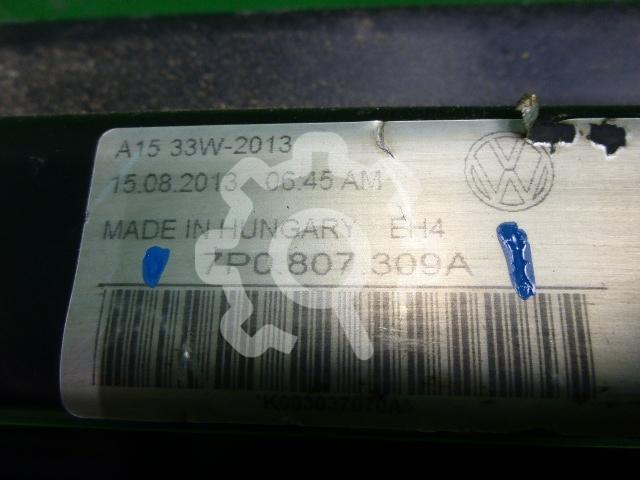 A15 33W-2013
15.08.2013 06:45 AM
MADE IN HUNGARY EH4
7P0 807 309A